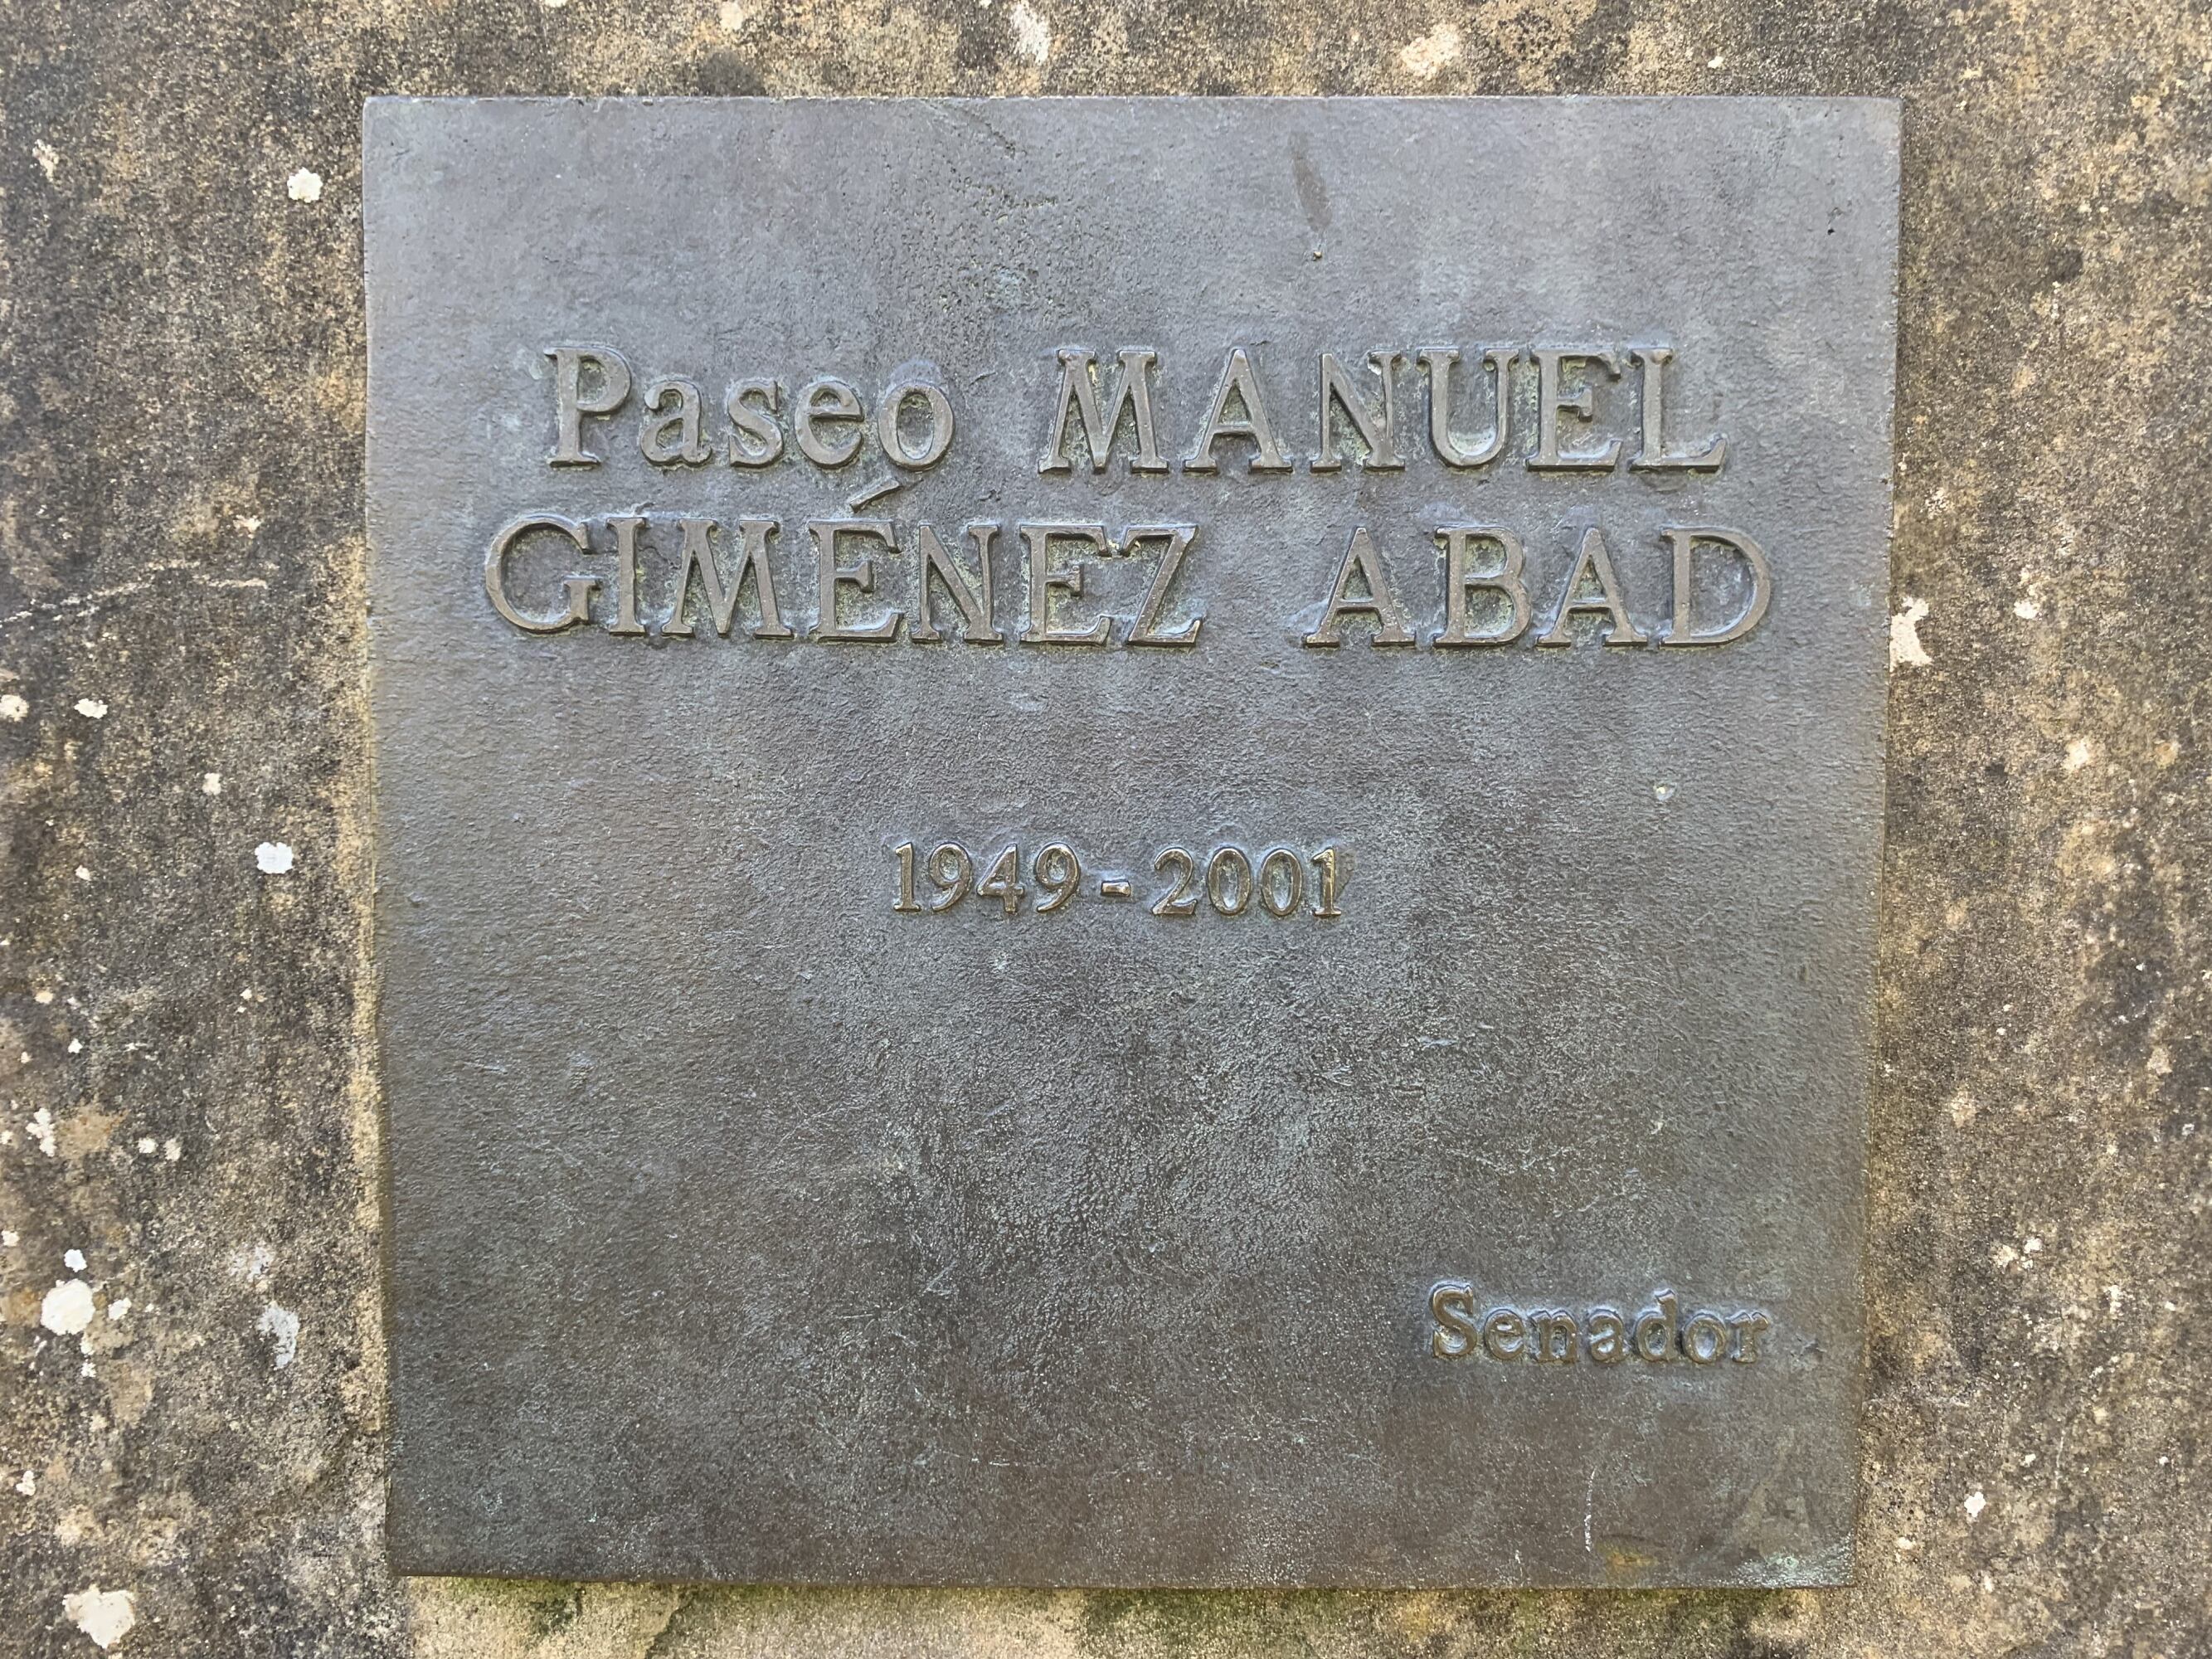 Paseo MANUEL
GIMÉNEZ ABAD
1949-2001
Senador